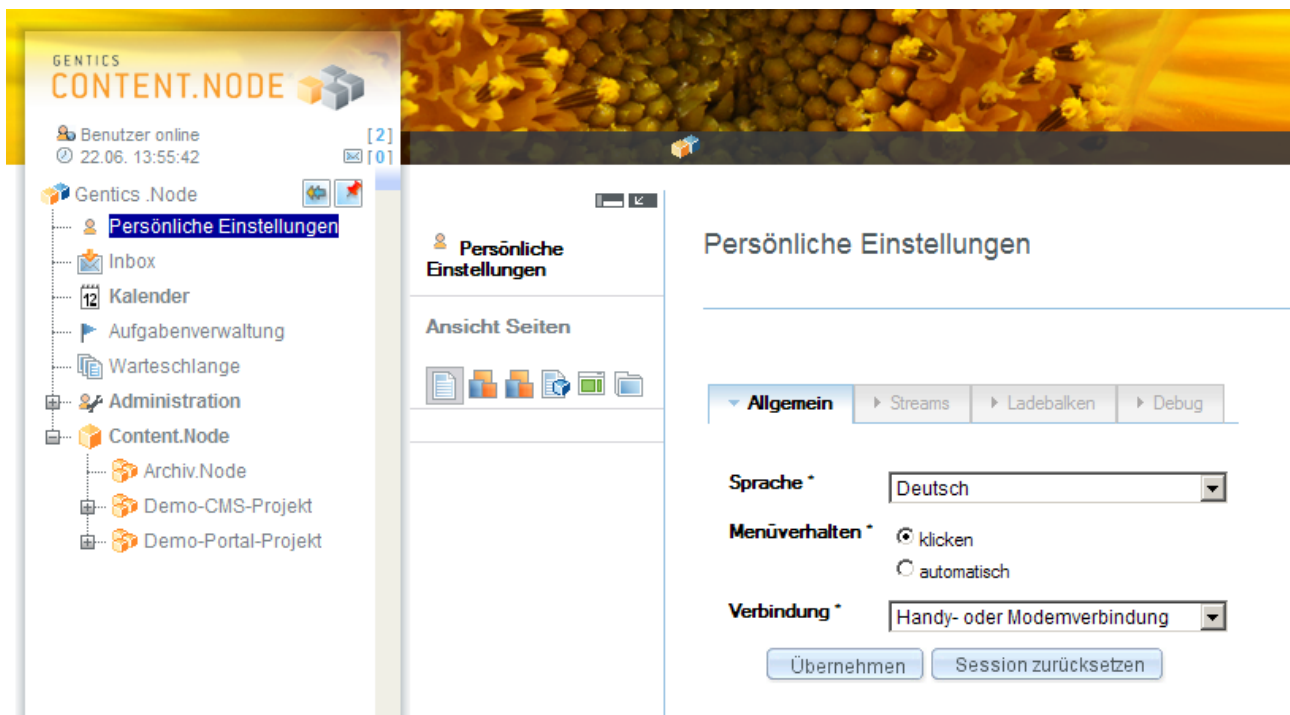 GENTICS
CONTENT.NODE
Benutzer online [2]
22.06. 13:55:42 [0]
Gentics .Node
Persönliche Einstellungen
Inbox
12 Kalender
Aufgabenverwaltung
Warteschlange
Administration
Content.Node
Archiv.Node
Demo-CMS-Projekt
Demo-Portal-Projekt
Persönliche
Einstellungen
Ansicht Seiten
Persönliche Einstellungen
Allgemein Streams Ladebalken Debug
Sprache * Deutsch
Menüverhalten * klicken
automatisch
Verbindung * Handy- oder Modemverbindung
Übernehmen Session zurücksetzen